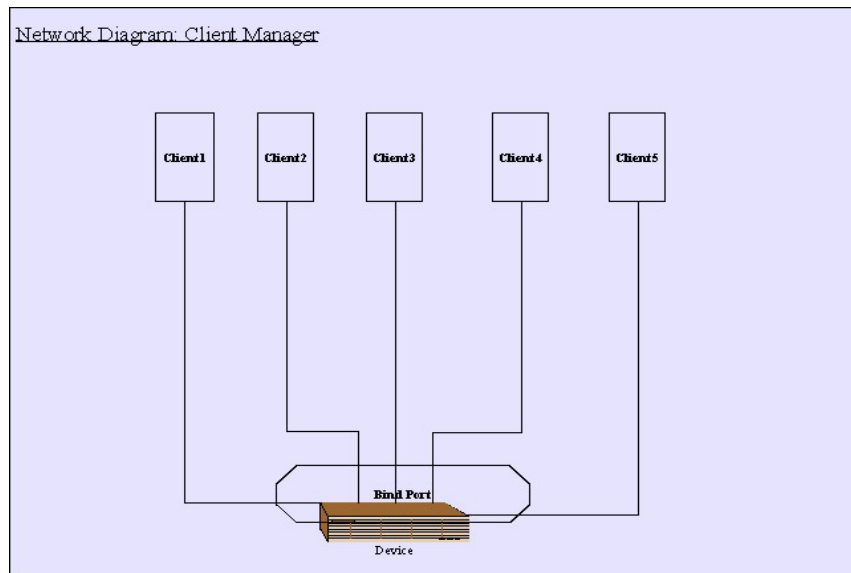 Network Diagram: Client Manager
Client1 Client2 Client3 Client4 Client5
Bind Port
Device